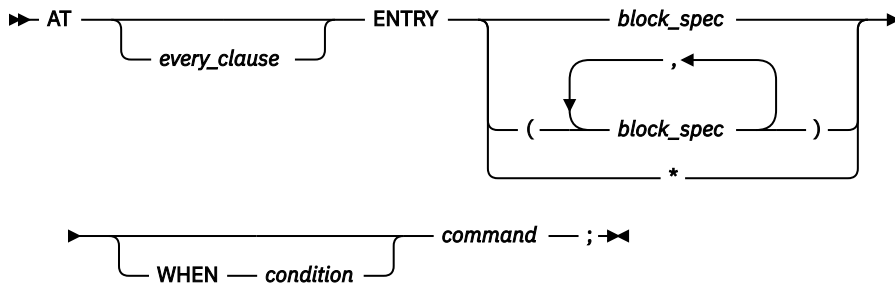 AT ENTRY block_spec
every_clause
,
( block_spec )
*
command ;
WHEN condition